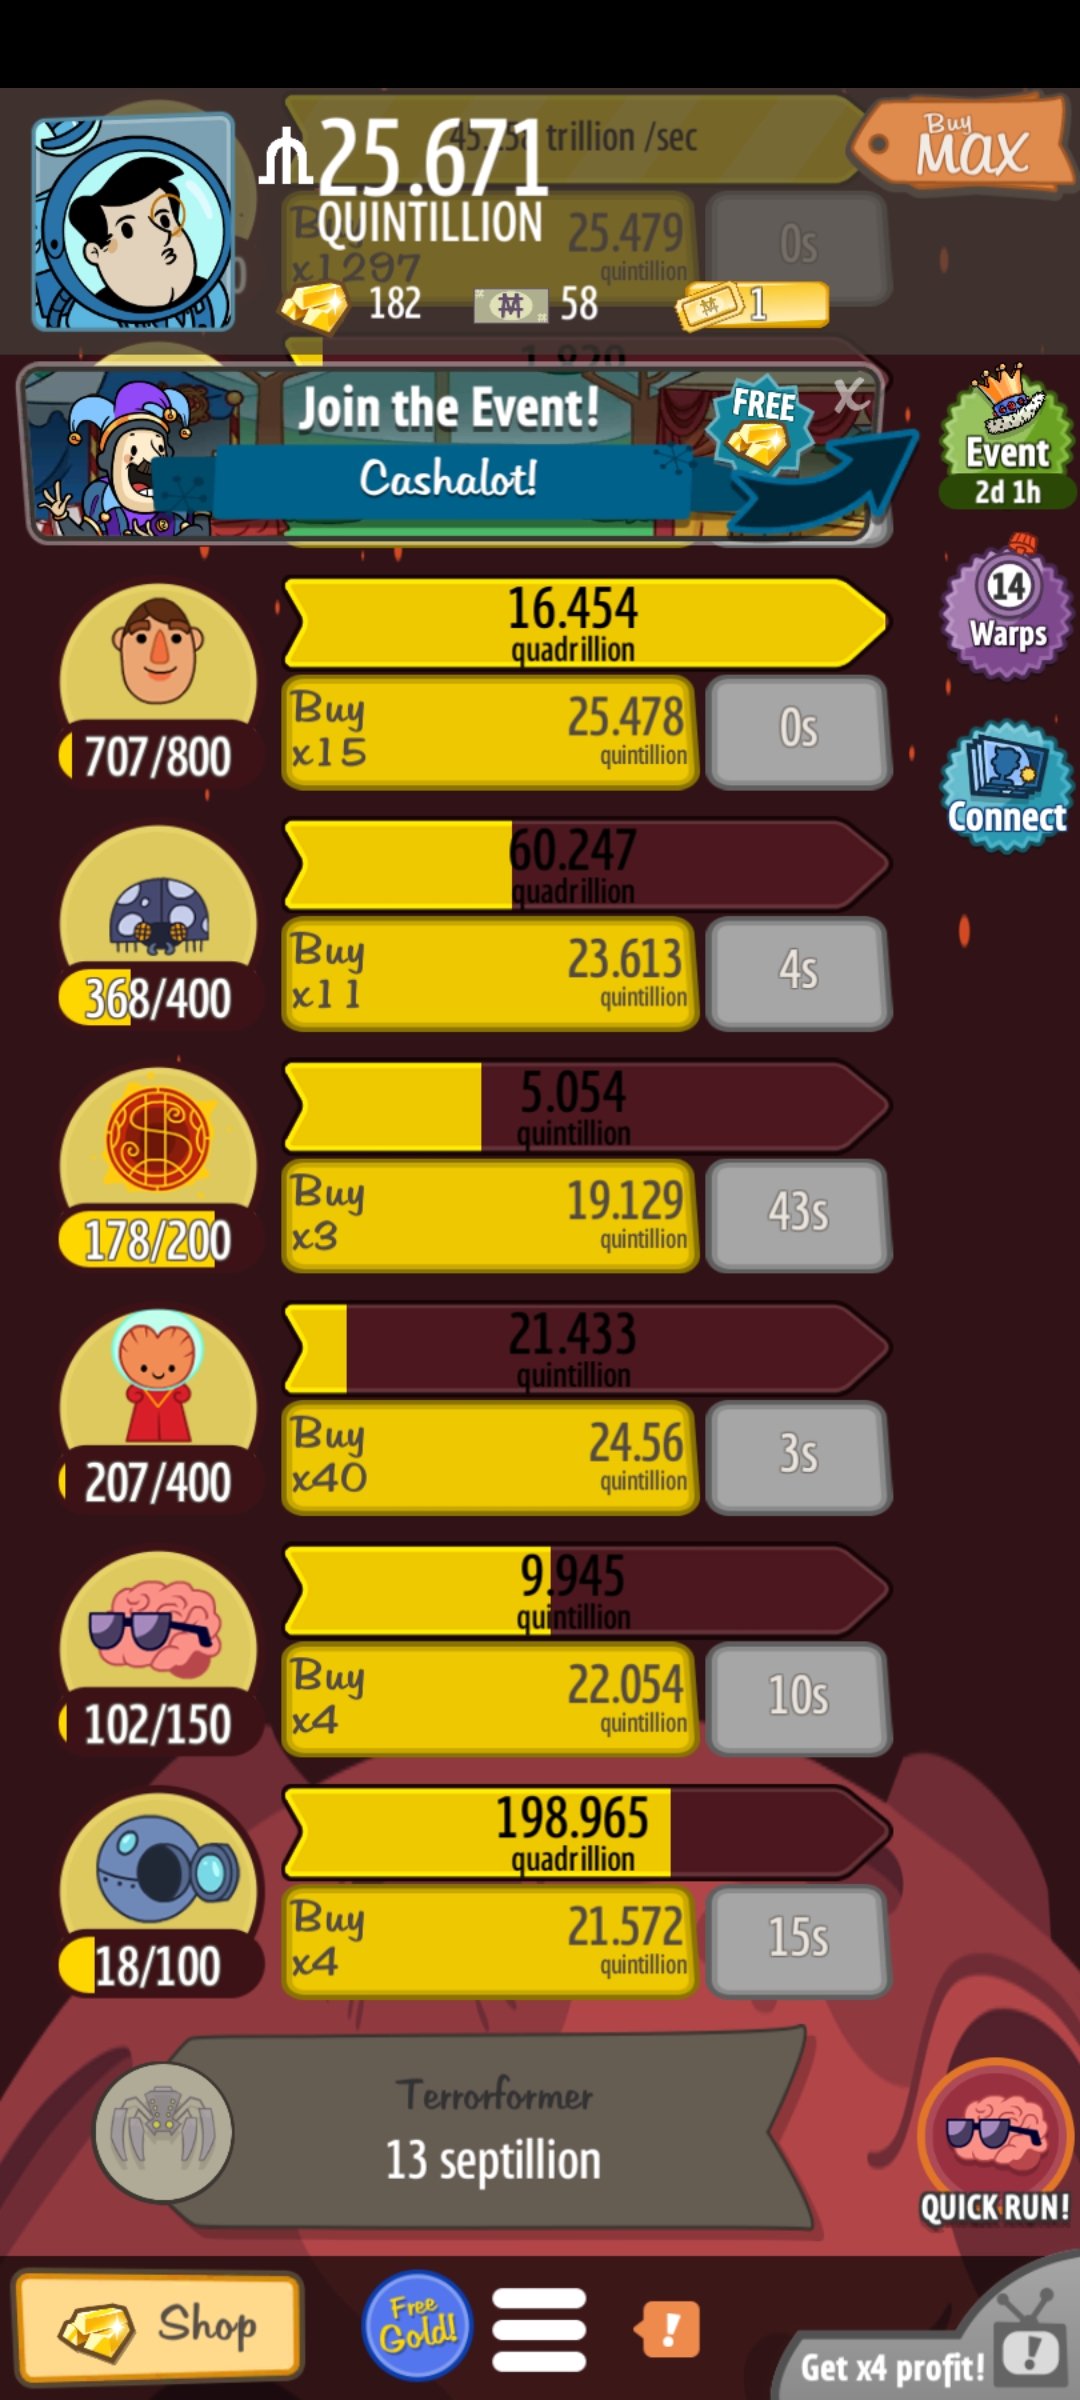 25.671
QUINTILLION
trillion /sec
Buy
MAX
x1297
25.479
quintillion
0s
182
58
1
Join the Event!
FREE
X
Cashalot!
Event
2d 1h
16.454
quadrillion
707/800
Buy
x15
25.478
quintillion
0s
14
Warps
Connect
60.247
quadrillion
368/400
Buy
x11
23.613
quintillion
4s
5.054
quintillion
178/200
Buy
x3
19.129
quintillion
43s
21.433
quintillion
207/400
Buy
x40
24.56
quintillion
3s
9.945
quintillion
102/150
Buy
x4
22.054
quintillion
10s
198.965
quadrillion
18/100
Buy
x4
21.572
quintillion
15s
Terrorformer
13 septillion
QUICK RUN!
Shop
Free
Gold!
!
Get x4 profit!
!